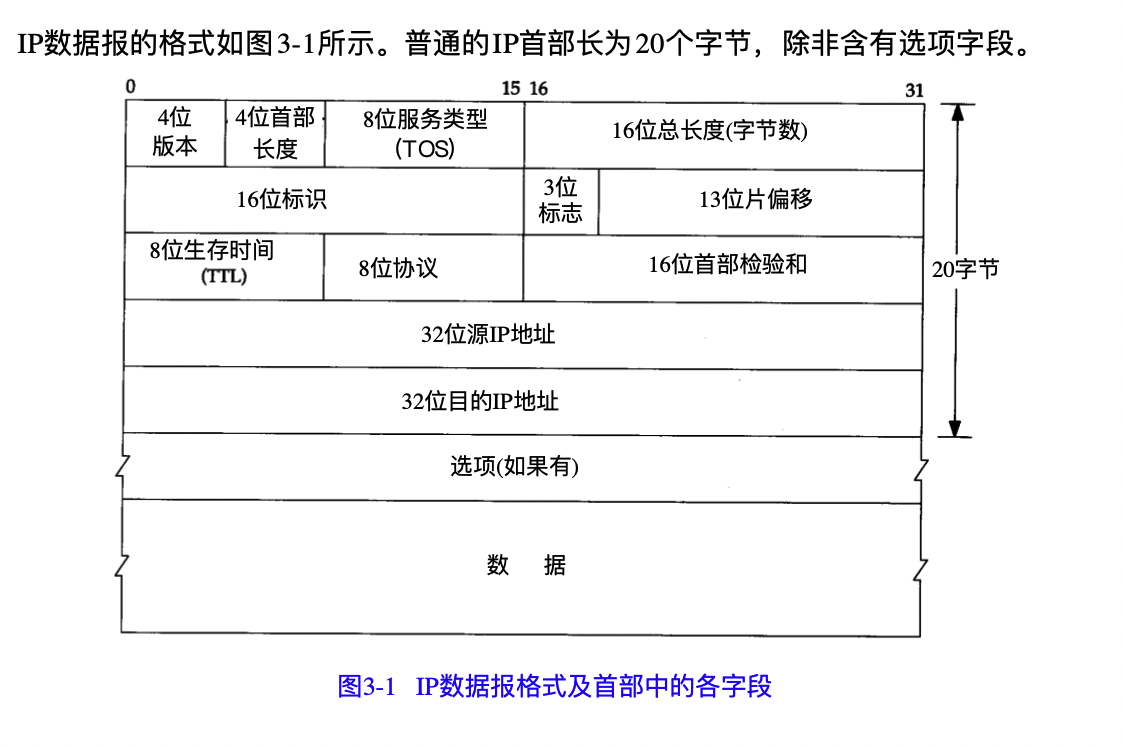 IP数据报的格式如图3-1所示。普通的IP首部长为20个字节，除非含有选项字段。
0 15 16 31
4位
版本
4位首部
长度
8位服务类型
(TOS)
16位总长度(字节数)
16位标识
3位
标志
13位片偏移
8位生存时间
(TTL)
8位协议
16位首部检验和
20字节
32位源IP地址
32位目的IP地址
选项(如果有)
数 据
图3-1 IP数据报格式及首部中的各字段